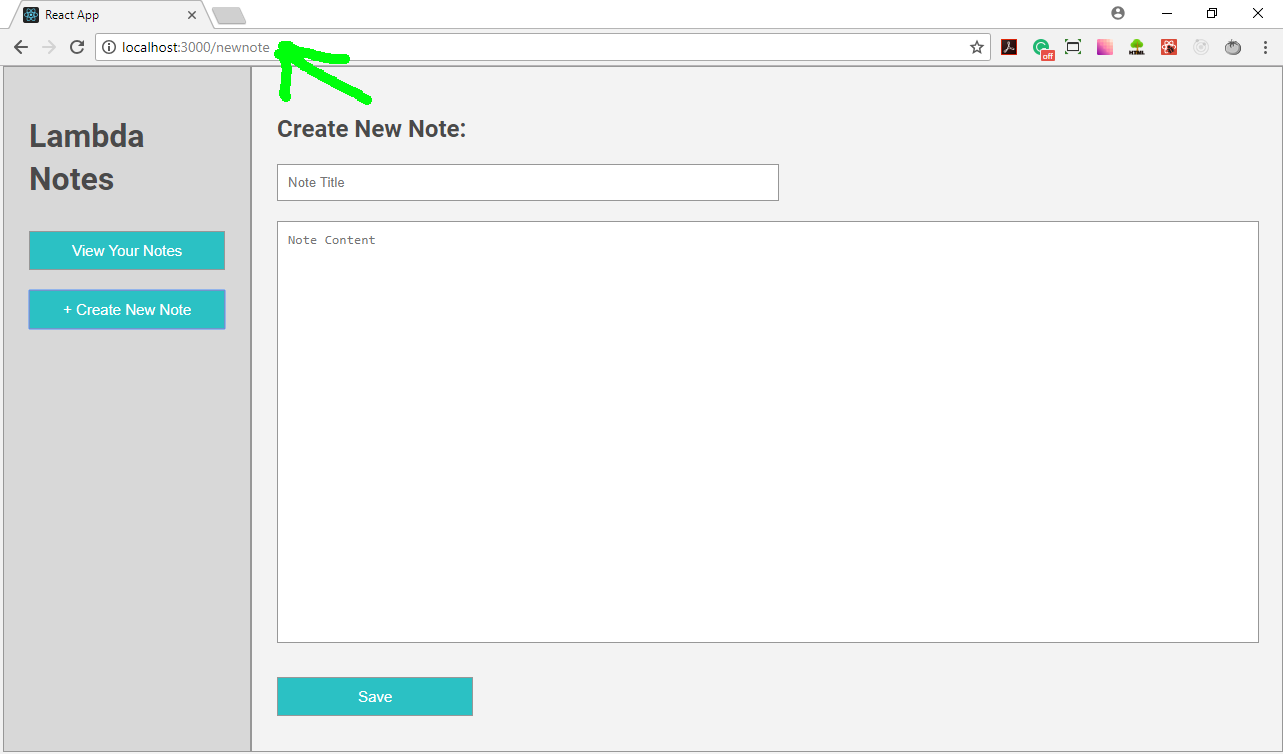 React App
localhost:3000/newnote
off
HTML
Lambda
Notes
View Your Notes
+ Create New Note
Create New Note:
Note Title
Note Content
Save